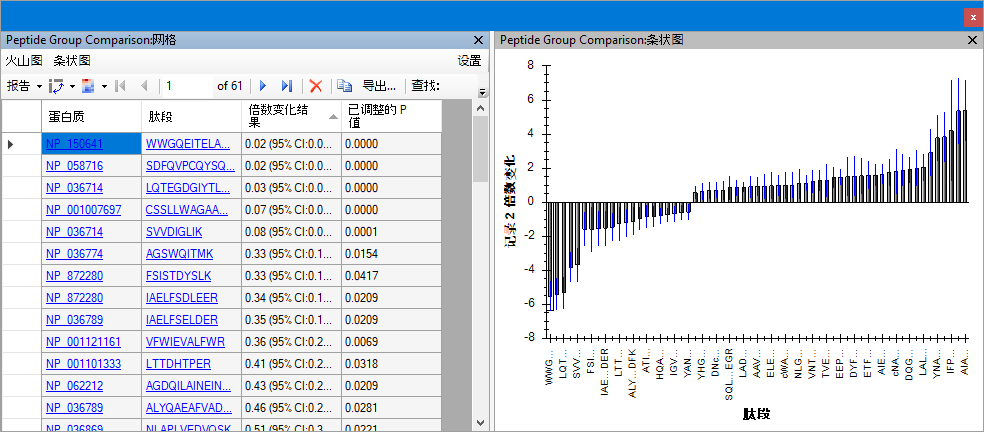 x
Peptide Group Comparison:网格
火山图 条状图 设置
报告 1 of 61 导出... 查找:
蛋白质 肽段 倍数变化结果 已调整的 P 值
NP_150641 WWGQEITELA... 0.02 (95% CI:0.0... 0.0000
NP_058716 SDFQVPCQYSQ... 0.02 (95% CI:0.0... 0.0000
NP_036714 LQTEGDGIYTL... 0.03 (95% CI:0.0... 0.0000
NP_001007697 CSSLLWAGAA... 0.07 (95% CI:0.0... 0.0000
NP_036714 SVVDIGLIK 0.08 (95% CI:0.0... 0.0001
NP_036774 AGSWQITMK 0.33 (95% CI:0.1... 0.0154
NP_872280 FSISTDYSLK 0.33 (95% CI:0.1... 0.0417
NP_872280 IAELFSDLEER 0.34 (95% CI:0.1... 0.0209
NP_036789 IAELFSELDER 0.35 (95% CI:0.1... 0.0209
NP_001121161 VFWIEVALFWR 0.36 (95% CI:0.2... 0.0069
NP_001101333 LTTDHTPER 0.41 (95% CI:0.2... 0.0318
NP_062212 AGDQILAINEIN... 0.43 (95% CI:0.2... 0.0209
NP_036789 ALYQAEAFVAD... 0.46 (95% CI:0.2... 0.0281
NP_036869 NLAPLVEDVQSK 0.51 (95% CI:0.3... 0.0221
Peptide Group Comparison:条状图
8
6
4
2
0
-2
-4
-6
-8
记录 2 倍数变化
WWG...
LQT...
SVV...
FSI...
IAE...DER
LTT...
ALY...DFK
ATI...
HQA...
IGV...
YAN...
YHG...
DNc...
SQL...EGR
LAD...
AAV...
ELE...
cWA...
NLG...
VNT...
TVE...
EEP...
DYF...
ETF...
AIE...
cNA...
DQG...
LAL...
YNA...
IFP...
AIA...
肽段